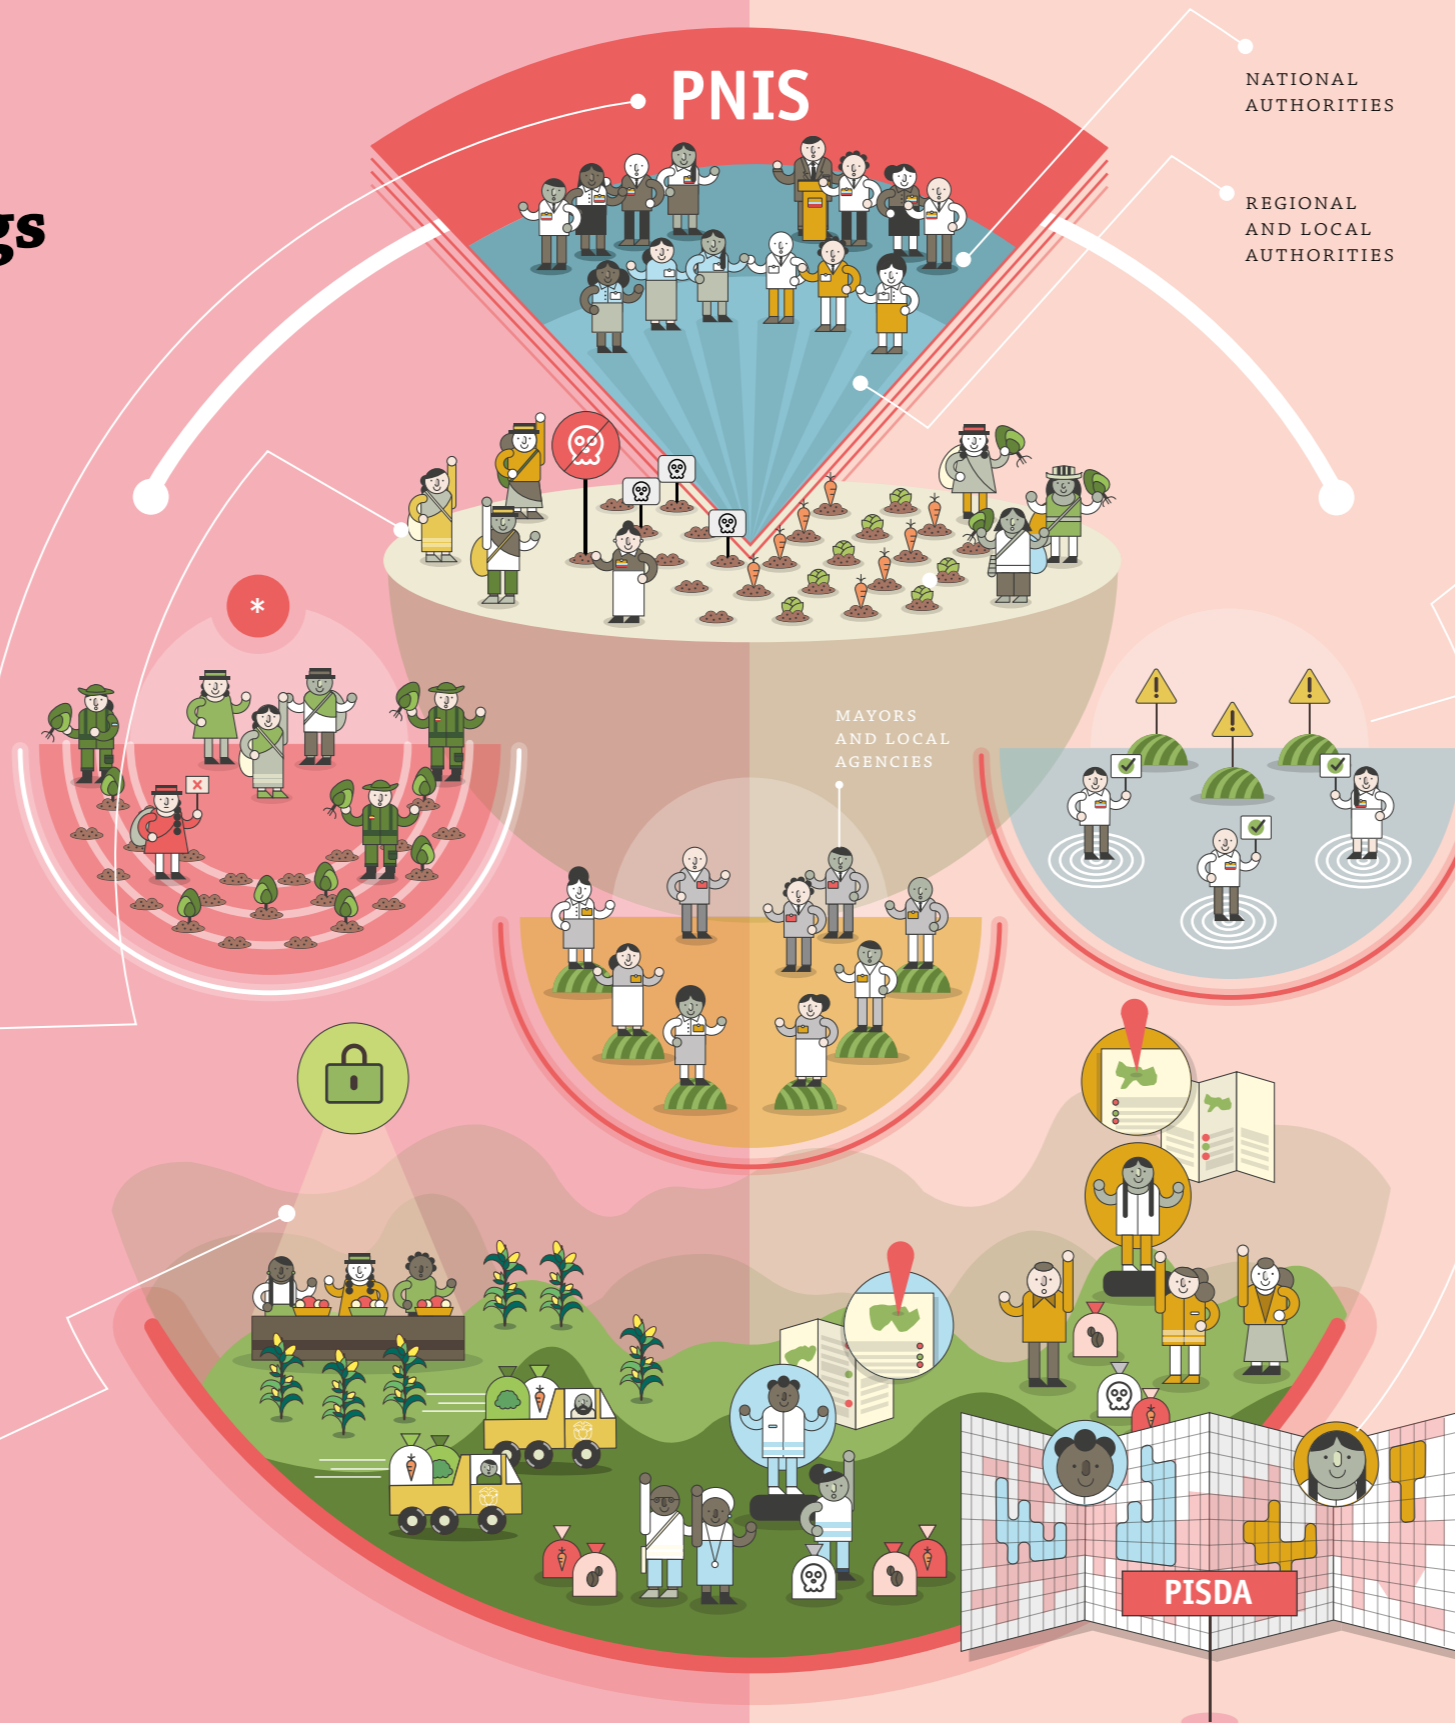 PNIS
NATIONAL
AUTHORITIES
REGIONAL
AND LOCAL
AUTHORITIES
gs
*
MAYORS
AND LOCAL
AGENCIES
PISDA